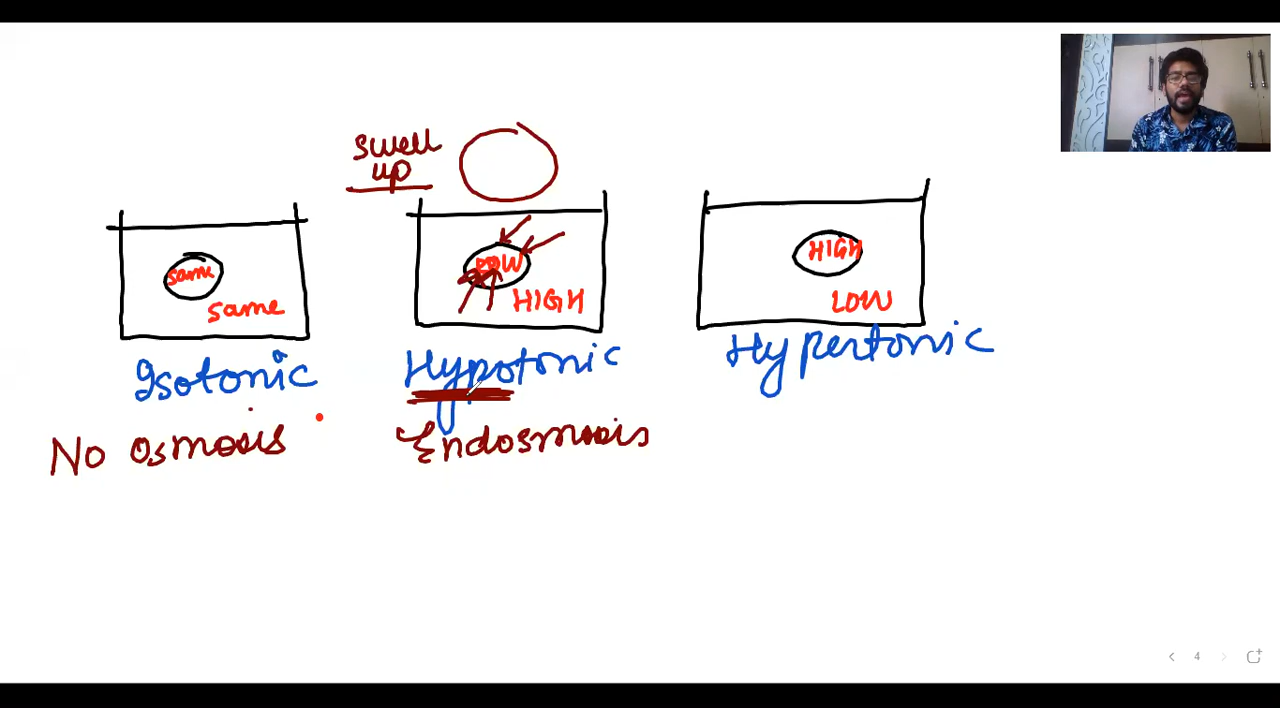 swell
up
same
same
LOW
HIGH
HIGH
LOW
Isotonic
Hypotonic
Hypertonic
No osmosis
Endosmosis
4